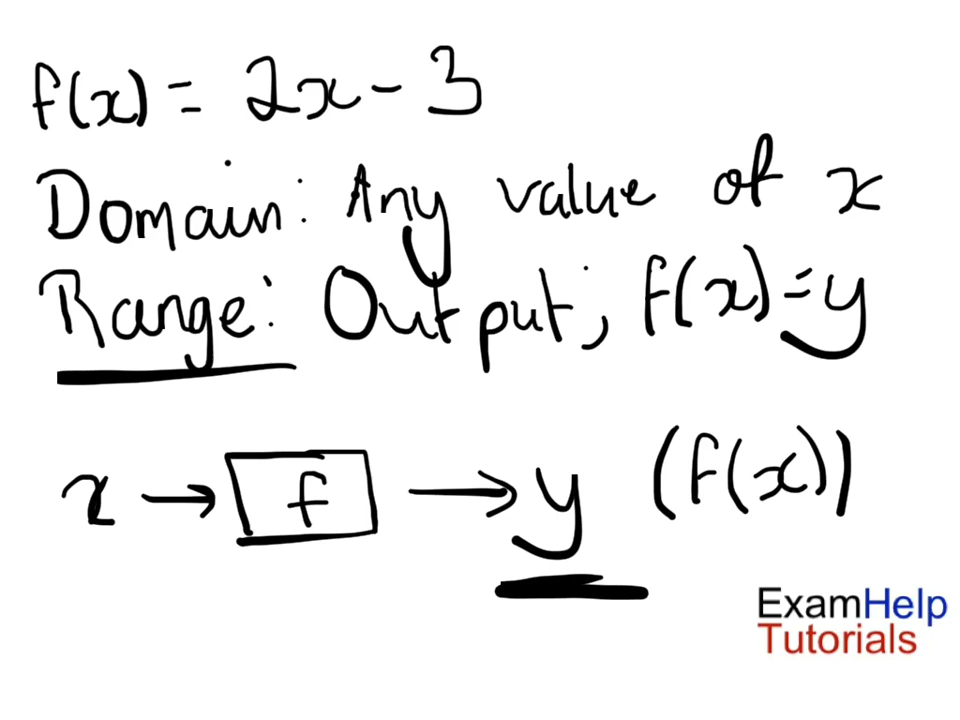 f(x) = 2x - 3
Domain: Any value of x
Range: Output; f(x) = y
x → f → y (f(x))
ExamHelp
Tutorials